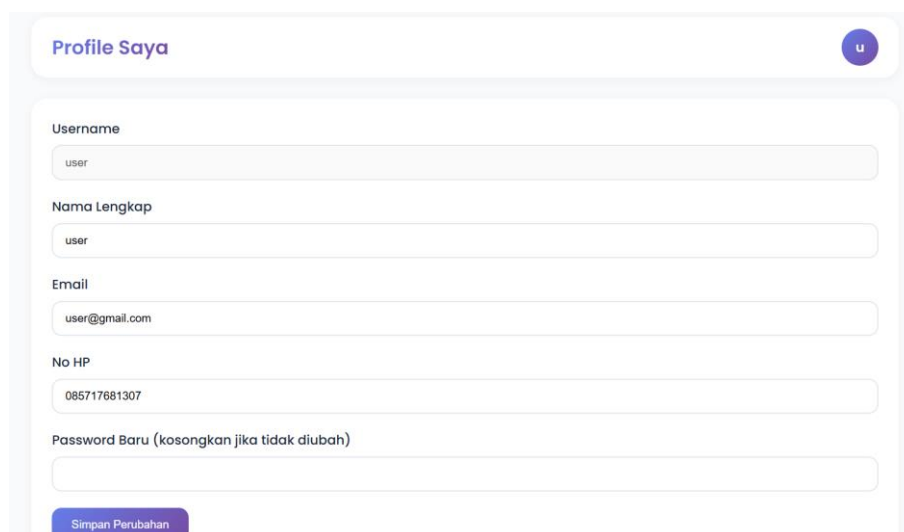 Profile Saya
u
Username
user
Nama Lengkap
user
Email
user@gmail.com
No HP
085717681307
Password Baru (kosongkan jika tidak diubah)
Simpan Perubahan